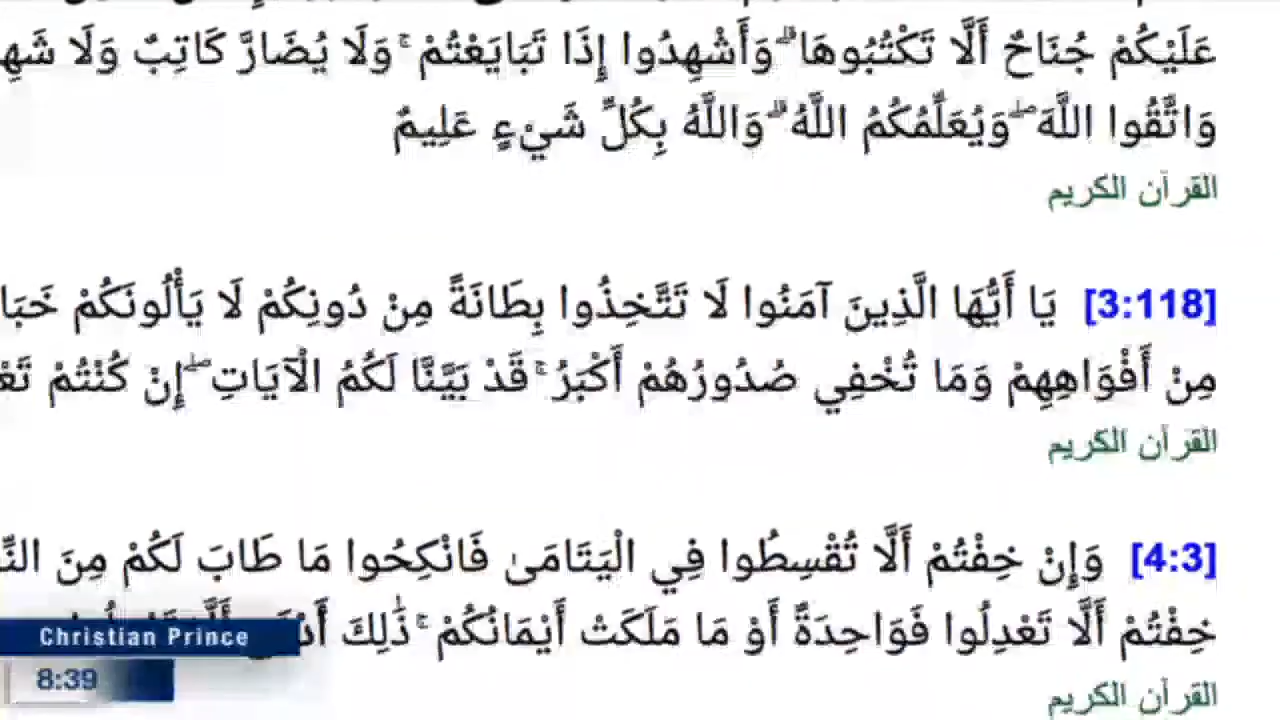 عَلَيْكُمْ جُنَاحٌ أَلَّا تَكْتُبُوهَا ۗ وَأَشْهِدُوا إِذَا تَبَايَعْتُمْ ۚ وَلَا يُضَارَّ كَاتِبٌ وَلَا شَهِ
وَاتَّقُوا اللَّهَ ۖ وَيُعَلِّمُكُمُ اللَّهُ ۗ وَاللَّهُ بِكُلِّ شَيْءٍ عَلِيمٌ
القرآن الكريم
[3:118] يَا أَيُّهَا الَّذِينَ آمَنُوا لَا تَتَّخِذُوا بِطَانَةً مِنْ دُونِكُمْ لَا يَأْلُونَكُمْ خَبَا
مِنْ أَفْوَاهِهِمْ وَمَا تُخْفِي صُدُورُهُمْ أَكْبَرُ ۚ قَدْ بَيَّنَّا لَكُمُ الْآيَاتِ ۖ إِنْ كُنْتُمْ تَعْ
القرآن الكريم
[4:3] وَإِنْ خِفْتُمْ أَلَّا تُقْسِطُوا فِي الْيَتَامَىٰ فَانْكِحُوا مَا طَابَ لَكُمْ مِنَ النِّ
خِفْتُمْ أَلَّا تَعْدِلُوا فَوَاحِدَةً أَوْ مَا مَلَكَتْ أَيْمَانُكُمْ ۚ ذَٰلِكَ
Christian Prince
8:39
القرآن الكريم